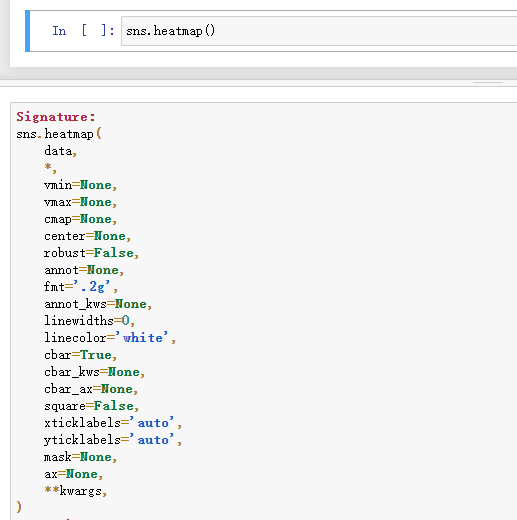 In [ ]: sns.heatmap()
Signature:
sns.heatmap(
data,
*,
vmin=None,
vmax=None,
cmap=None,
center=None,
robust=False,
annot=None,
fmt='.2g',
annot_kws=None,
linewidths=0,
linecolor='white',
cbar=True,
cbar_kws=None,
cbar_ax=None,
square=False,
xticklabels='auto',
yticklabels='auto',
mask=None,
ax=None,
**kwargs,
)